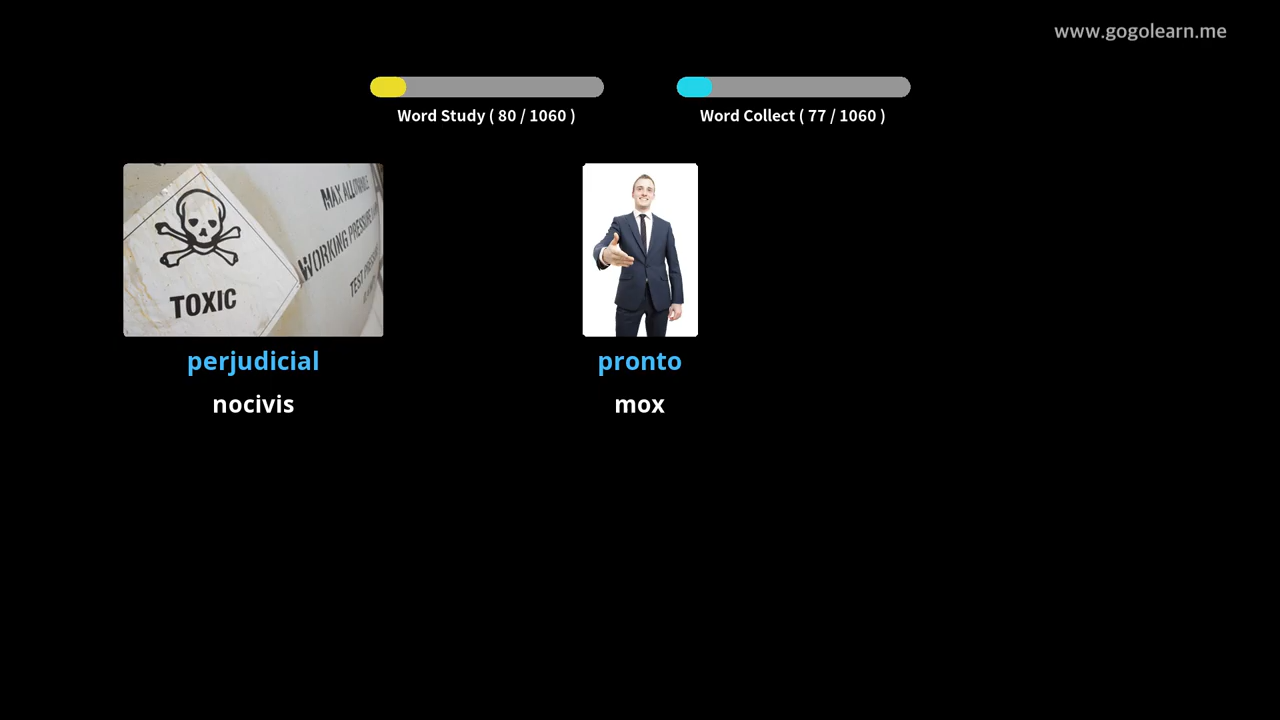 www.gogolearn.me
Word Study ( 80 / 1060 )
Word Collect ( 77 / 1060 )
MAX ALLOWABLE
WORKING PRESSURE
TEST
TOXIC
perjudicial
pronto
nocivis
mox